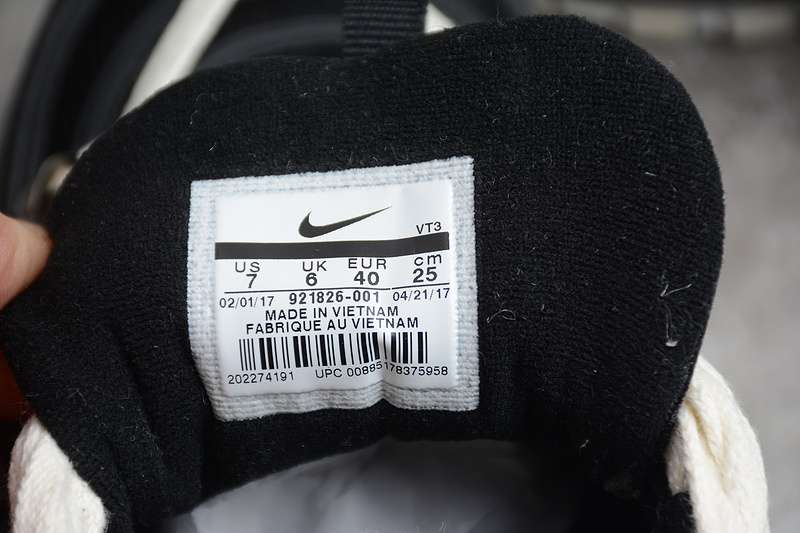 VT3
US UK EUR cm
7 6 40 25
02/01/17 921826-001 04/21/17
MADE IN VIETNAM
FABRIQUE AU VIETNAM
202274191 UPC 00885178375958